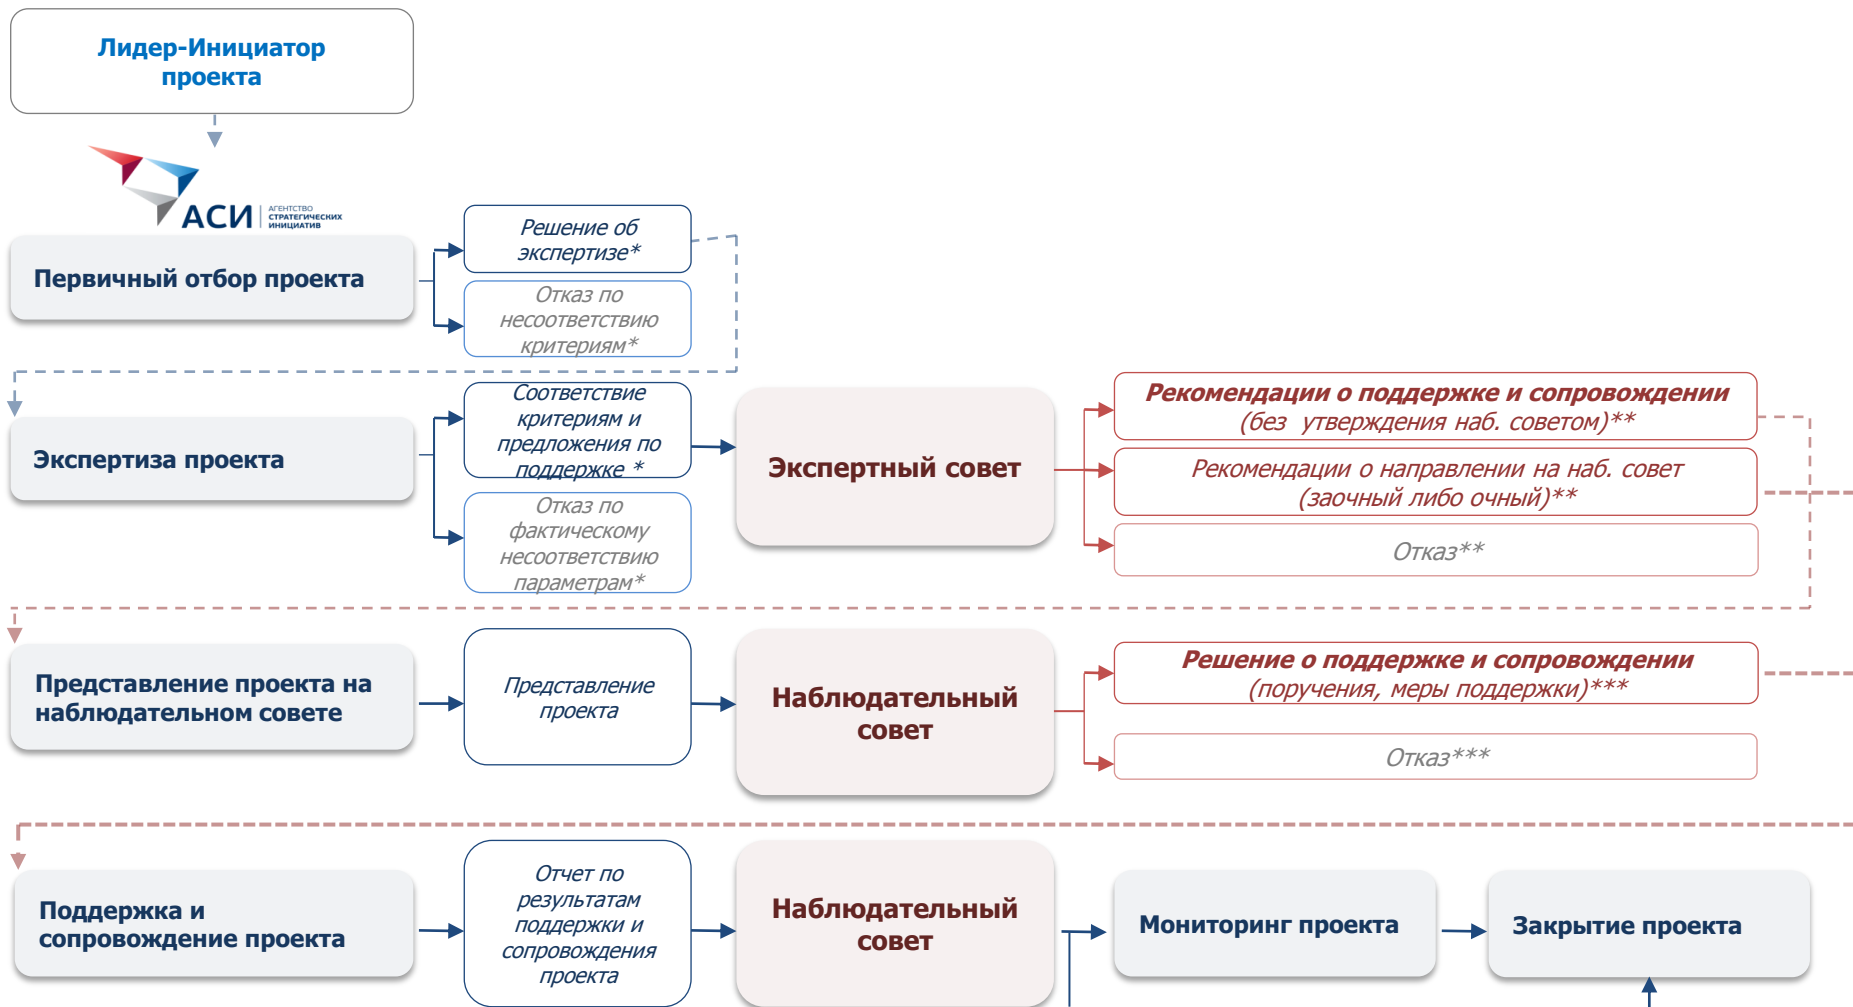 Лидер-Инициатор
проекта
АСИ
АГЕНТСТВО
СТРАТЕГИЧЕСКИХ
ИНИЦИАТИВ
Первичный отбор проекта
Решение об
экспертизе*
Отказ по
несоответствию
критериям*
Экспертиза проекта
Соответствие
критериям и
предложения по
поддержке *
Отказ по
фактическому
несоответствию
параметрам*
Экспертный совет
Рекомендации о поддержке и сопровождении
(без утверждения наб. советом)**
Рекомендации о направлении на наб. совет
(заочный либо очный)**
Отказ**
Представление проекта на
наблюдательном совете
Представление
проекта
Наблюдательный
совет
Решение о поддержке и сопровождении
(поручения, меры поддержки)***
Отказ***
Поддержка и
сопровождение проекта
Отчет по
результатам
поддержки и
сопровождения
проекта
Наблюдательный
совет
Мониторинг проекта
Закрытие проекта